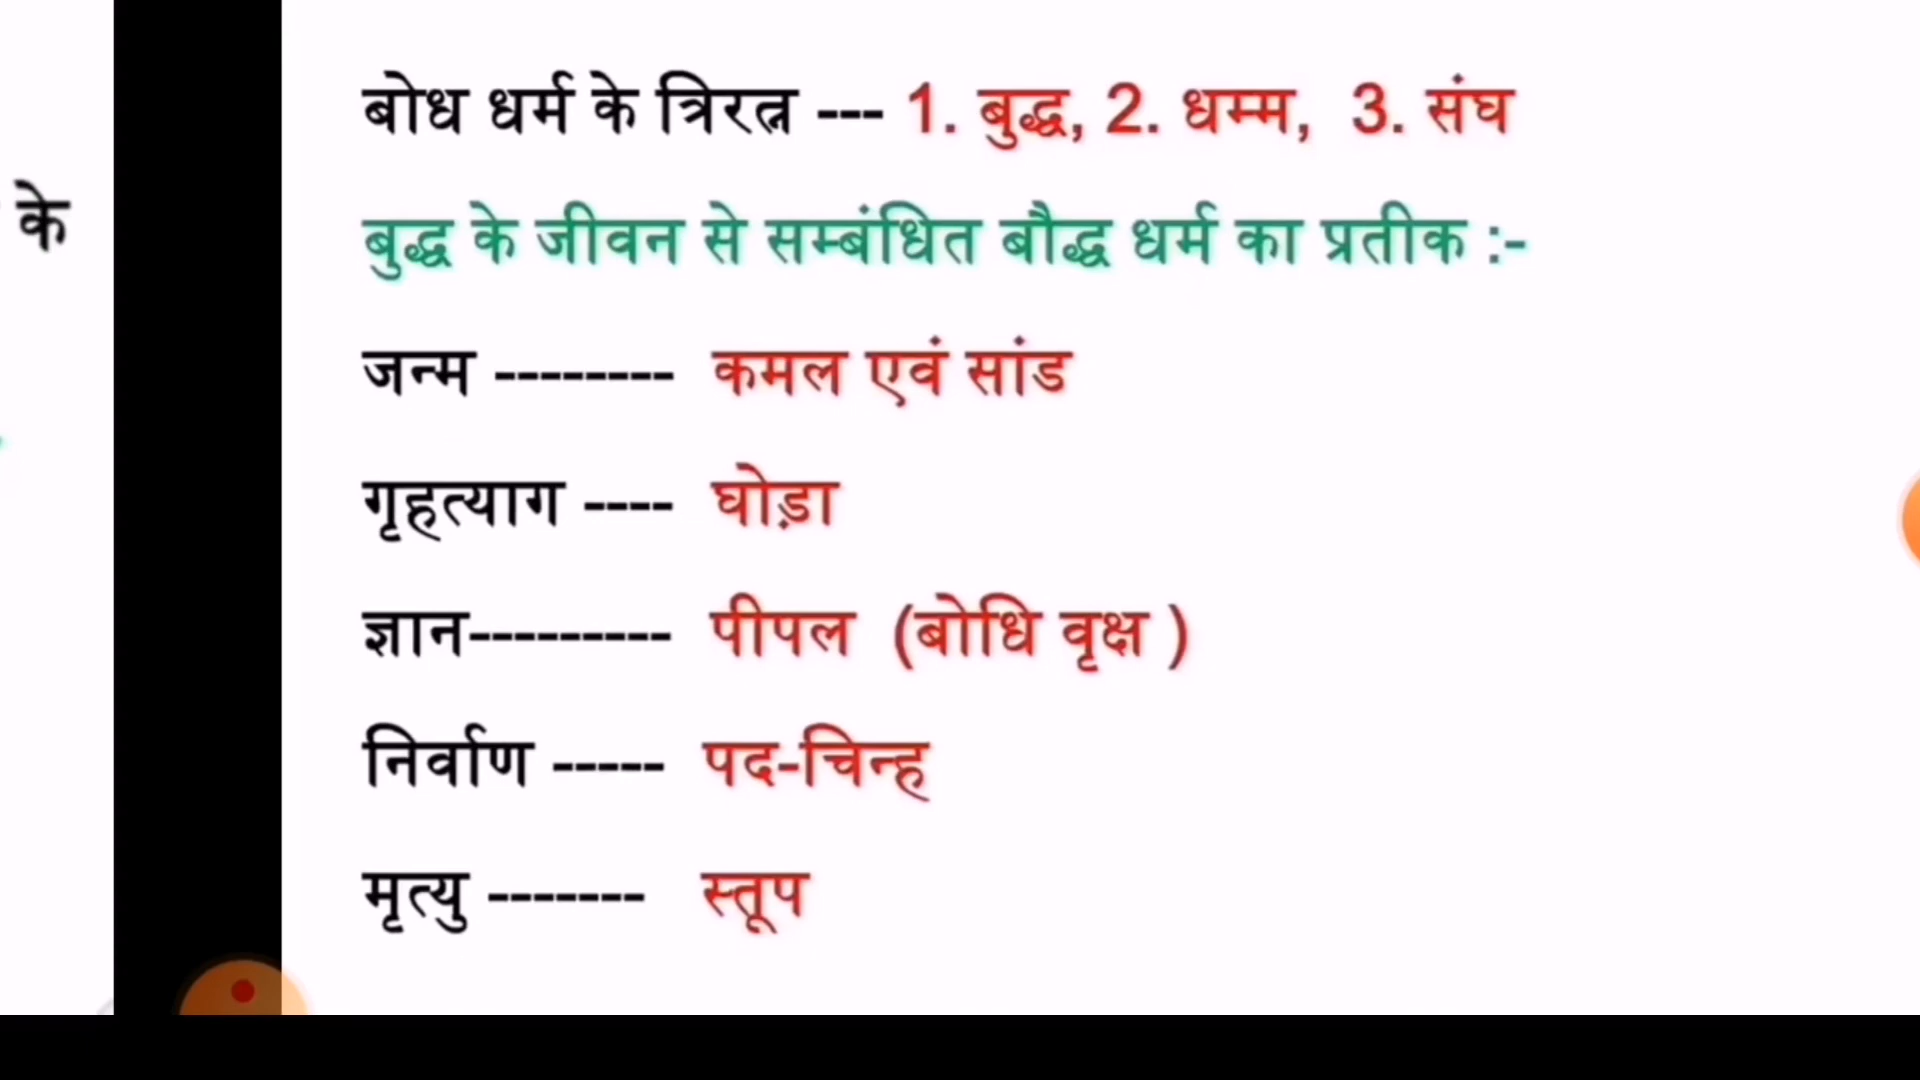 बोध धर्म के त्रिरत्न --- 1. बुद्ध, 2. धम्म, 3. संघ
के
बुद्ध के जीवन से सम्बंधित बौद्ध धर्म का प्रतीक :-
जन्म -------- कमल एवं सांड
गृहत्याग ---- घोड़ा
ज्ञान--------- पीपल (बोधि वृक्ष )
निर्वाण ----- पद-चिन्ह
मृत्यु ------- स्तूप